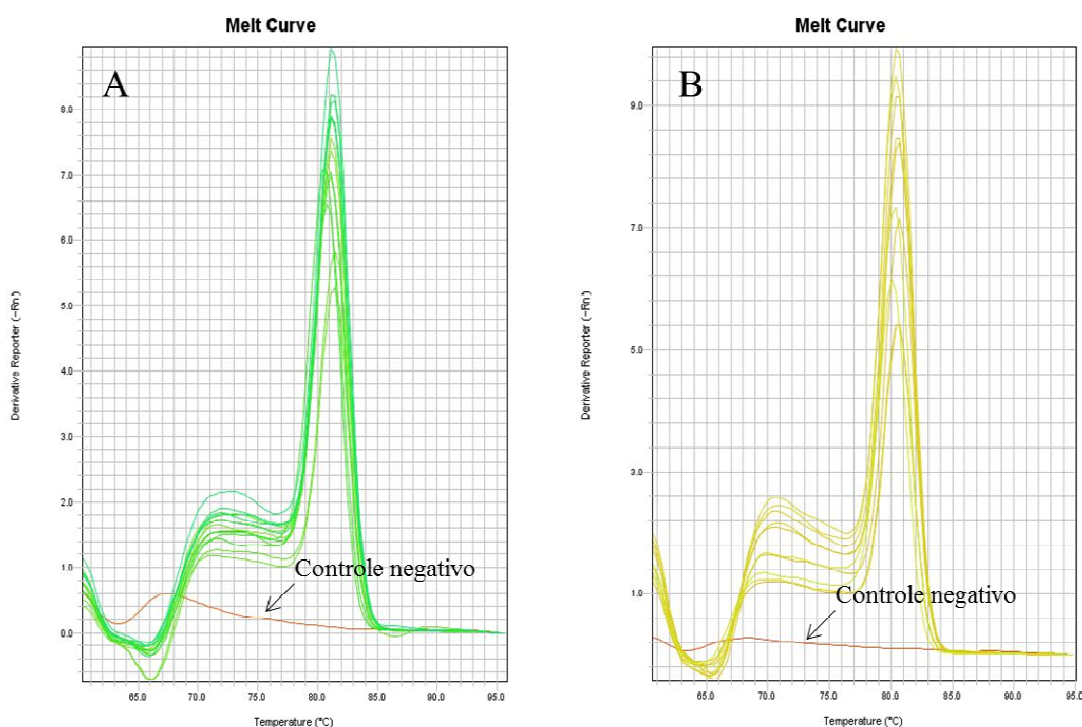 Melt Curve
A
8.0
7.0
6.0
5.0
4.0
3.0
2.0
1.0
0.0
65.0 70.0 75.0 80.0 85.0 90.0 95.0
Derivative Reporter (-Rn')
Temperature (°C)
Controle negativo
Melt Curve
B
9.0
7.0
5.0
3.0
1.0
65.0 70.0 75.0 80.0 85.0 90.0 95.0
Derivative Reporter (-Rn')
Temperature (°C)
Controle negativo